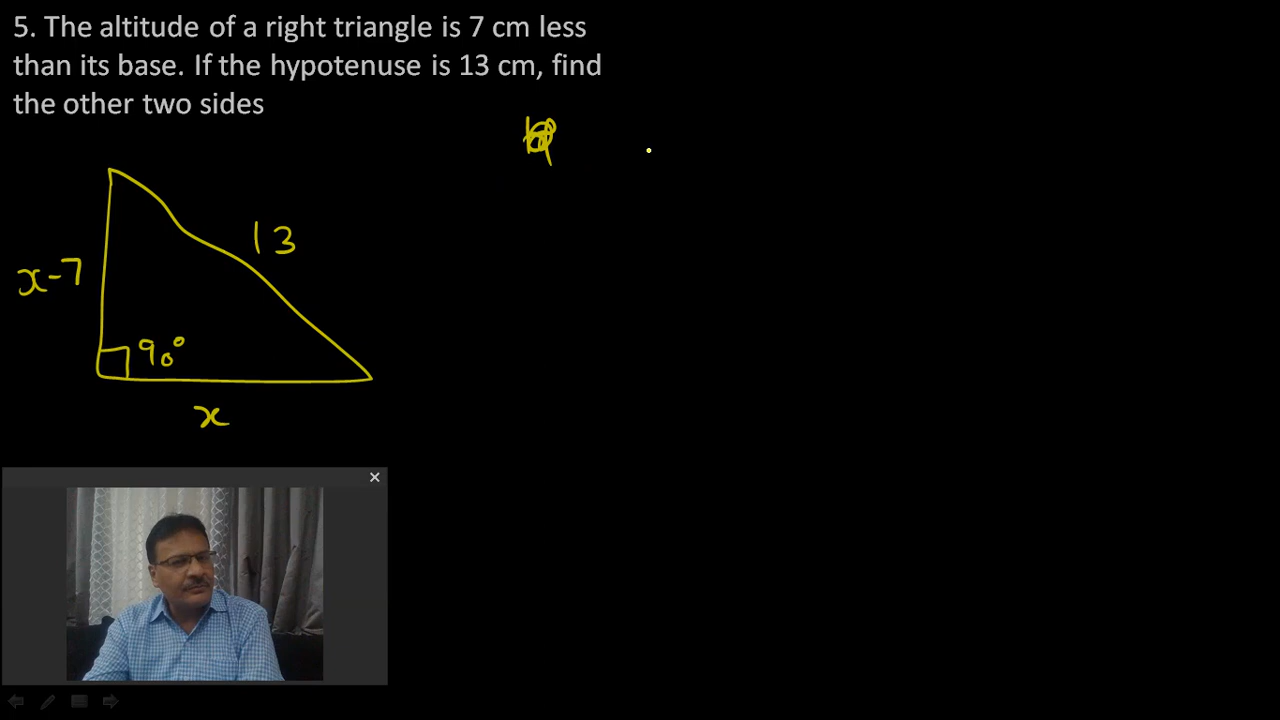 5. The altitude of a right triangle is 7 cm less
than its base. If the hypotenuse is 13 cm, find
the other two sides
13
x-7
90°
x